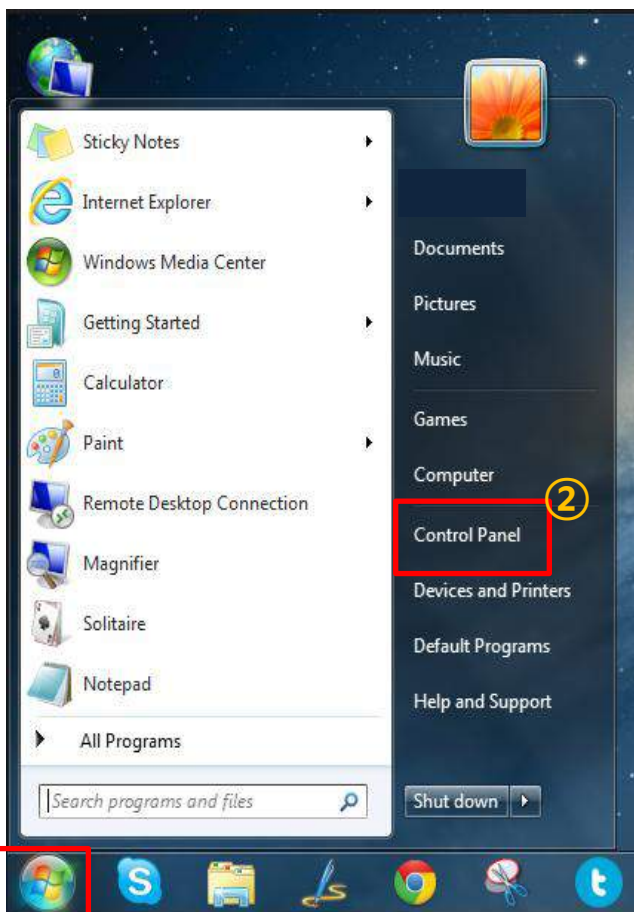 Sticky Notes
Internet Explorer
Windows Media Center
Getting Started
Calculator
Paint
Remote Desktop Connection
Magnifier
Solitaire
Notepad
All Programs
Search programs and files
Documents
Pictures
Music
Games
Computer
②
Control Panel
Devices and Printers
Default Programs
Help and Support
Shut down